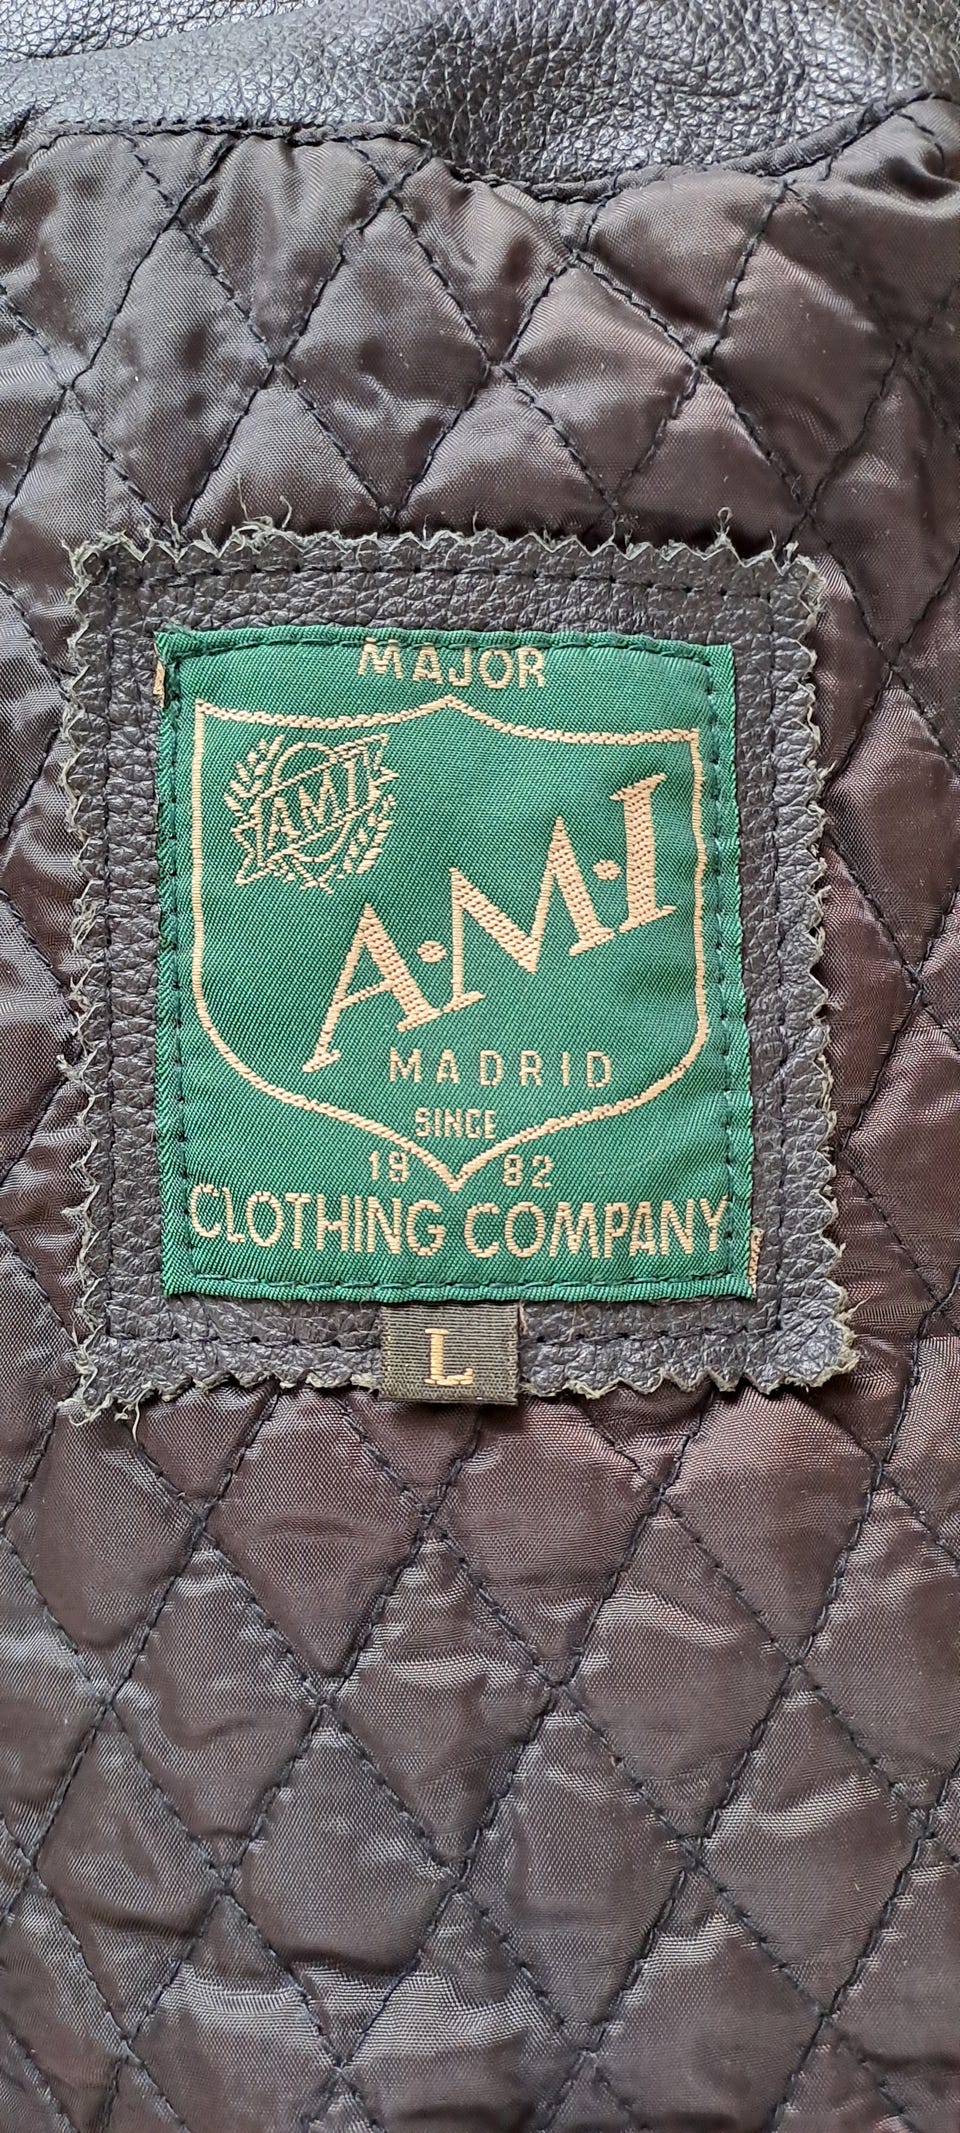 MAJOR
AMI
A·M·I
MADRID
SINCE
19 82
CLOTHING COMPANY
L